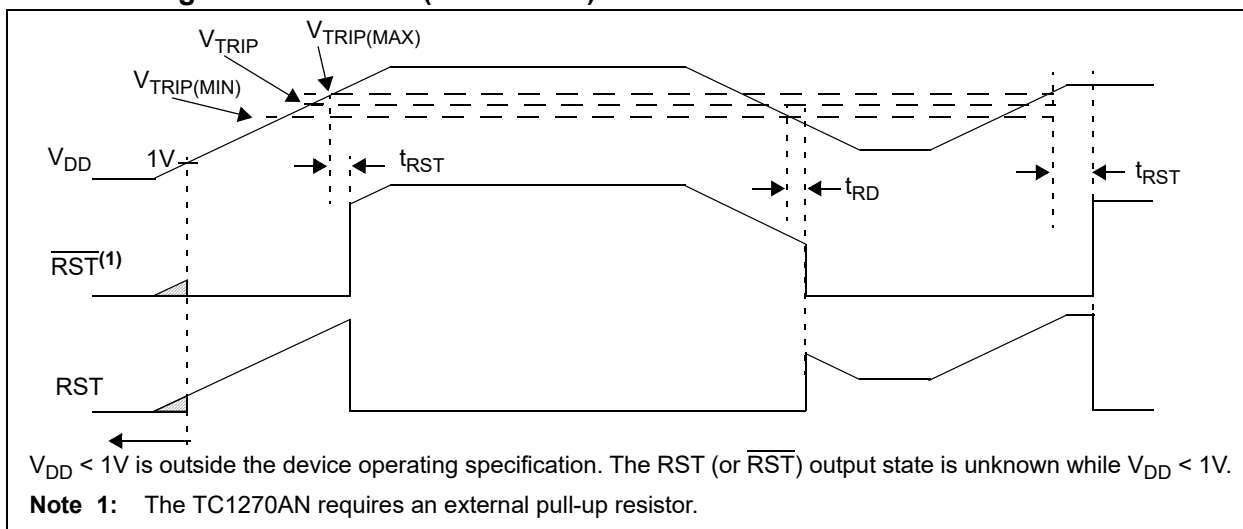 V_TRIP
V_TRIP(MAX)
V_TRIP(MIN)
V_DD
1V
t_RST
t_RD
t_RST
R̅S̅T̅(1)
RST
V_DD < 1V is outside the device operating specification. The RST (or R̅S̅T̅) output state is unknown while V_DD < 1V.
Note 1: The TC1270AN requires an external pull-up resistor.